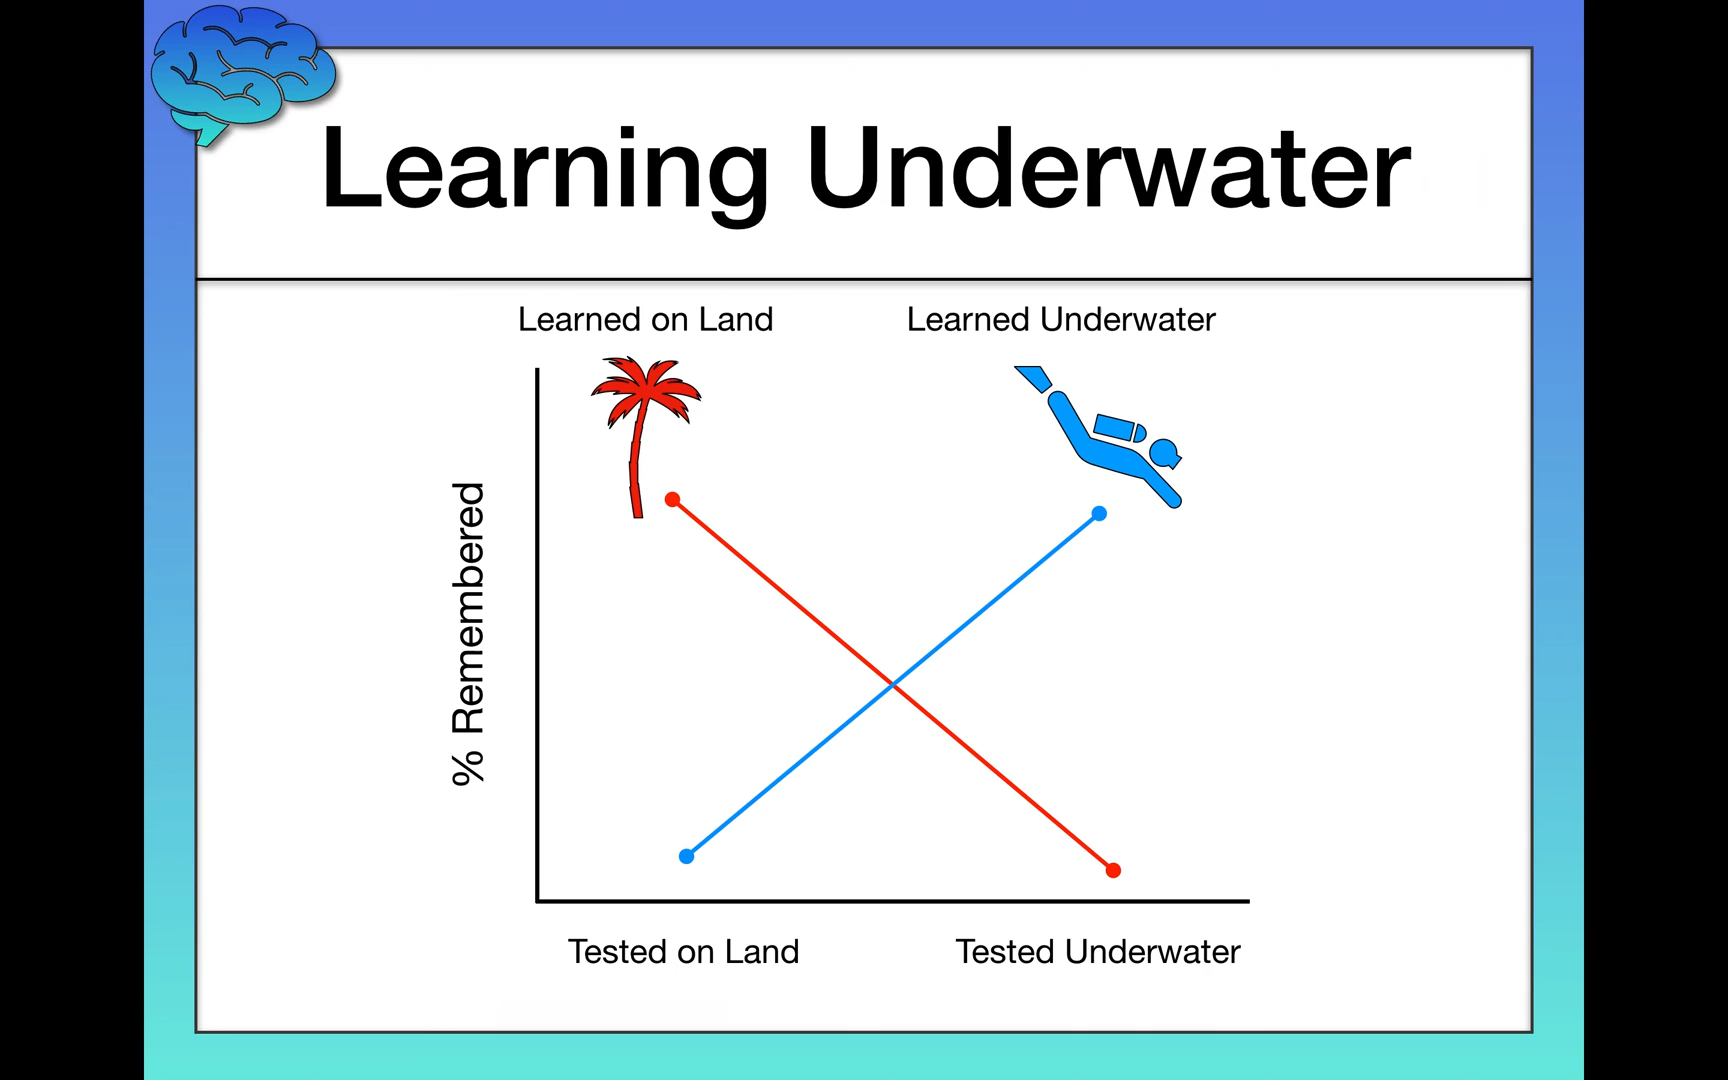 Learning Underwater
Learned on Land
Learned Underwater
% Remembered
Tested on Land
Tested Underwater